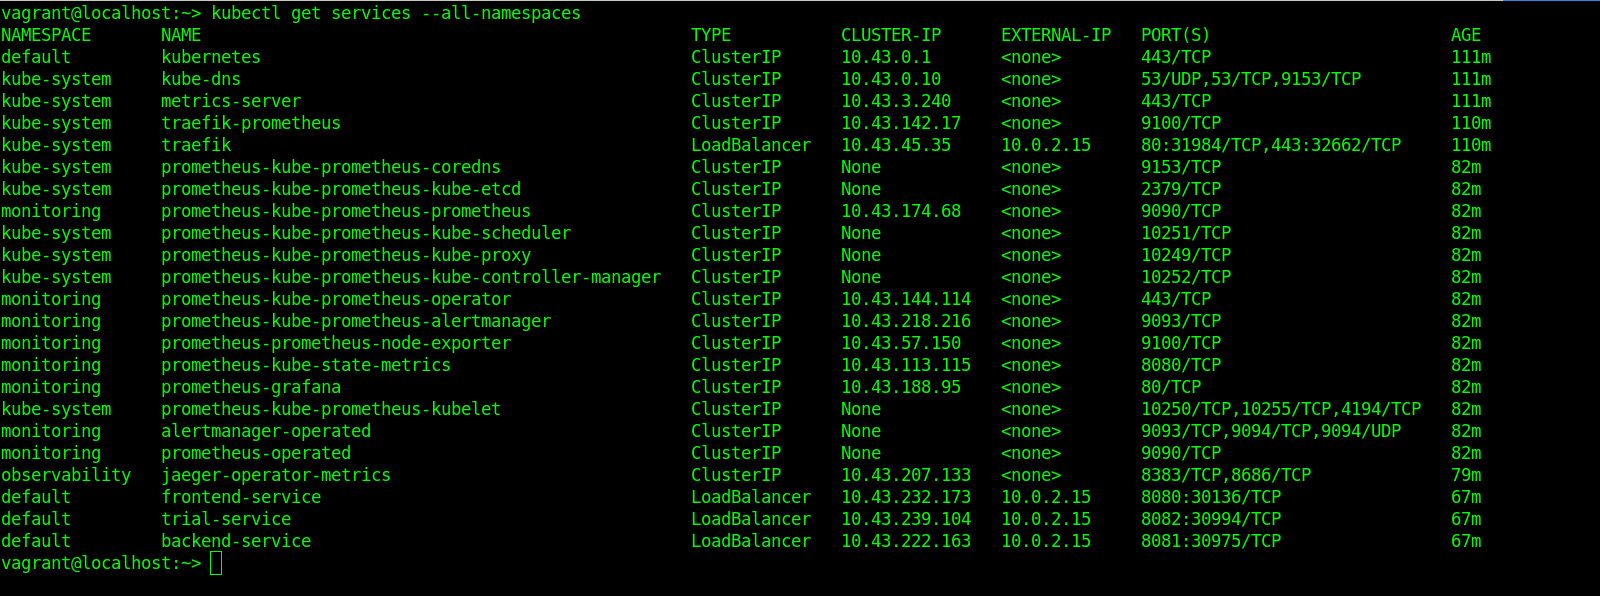 vagrant@localhost:~> kubectl get services --all-namespaces
NAMESPACE NAME TYPE CLUSTER-IP EXTERNAL-IP PORT(S) AGE
default kubernetes ClusterIP 10.43.0.1 <none> 443/TCP 111m
kube-system kube-dns ClusterIP 10.43.0.10 <none> 53/UDP,53/TCP,9153/TCP 111m
kube-system metrics-server ClusterIP 10.43.3.240 <none> 443/TCP 111m
kube-system traefik-prometheus ClusterIP 10.43.142.17 <none> 9100/TCP 110m
kube-system traefik LoadBalancer 10.43.45.35 10.0.2.15 80:31984/TCP,443:32662/TCP 110m
kube-system prometheus-kube-prometheus-coredns ClusterIP None <none> 9153/TCP 82m
kube-system prometheus-kube-prometheus-kube-etcd ClusterIP None <none> 2379/TCP 82m
monitoring prometheus-kube-prometheus-prometheus ClusterIP 10.43.174.68 <none> 9090/TCP 82m
kube-system prometheus-kube-prometheus-kube-scheduler ClusterIP None <none> 10251/TCP 82m
kube-system prometheus-kube-prometheus-kube-proxy ClusterIP None <none> 10249/TCP 82m
kube-system prometheus-kube-prometheus-kube-controller-manager ClusterIP None <none> 10252/TCP 82m
monitoring prometheus-kube-prometheus-operator ClusterIP 10.43.144.114 <none> 443/TCP 82m
monitoring prometheus-kube-prometheus-alertmanager ClusterIP 10.43.218.216 <none> 9093/TCP 82m
monitoring prometheus-prometheus-node-exporter ClusterIP 10.43.57.150 <none> 9100/TCP 82m
monitoring prometheus-kube-state-metrics ClusterIP 10.43.113.115 <none> 8080/TCP 82m
monitoring prometheus-grafana ClusterIP 10.43.188.95 <none> 80/TCP 82m
kube-system prometheus-kube-prometheus-kubelet ClusterIP None <none> 10250/TCP,10255/TCP,4194/TCP 82m
monitoring alertmanager-operated ClusterIP None <none> 9093/TCP,9094/TCP,9094/UDP 82m
monitoring prometheus-operated ClusterIP None <none> 9090/TCP 82m
observability jaeger-operator-metrics ClusterIP 10.43.207.133 <none> 8383/TCP,8686/TCP 79m
default frontend-service LoadBalancer 10.43.232.173 10.0.2.15 8080:30136/TCP 67m
default trial-service LoadBalancer 10.43.239.104 10.0.2.15 8082:30994/TCP 67m
default backend-service LoadBalancer 10.43.222.163 10.0.2.15 8081:30975/TCP 67m
vagrant@localhost:~>